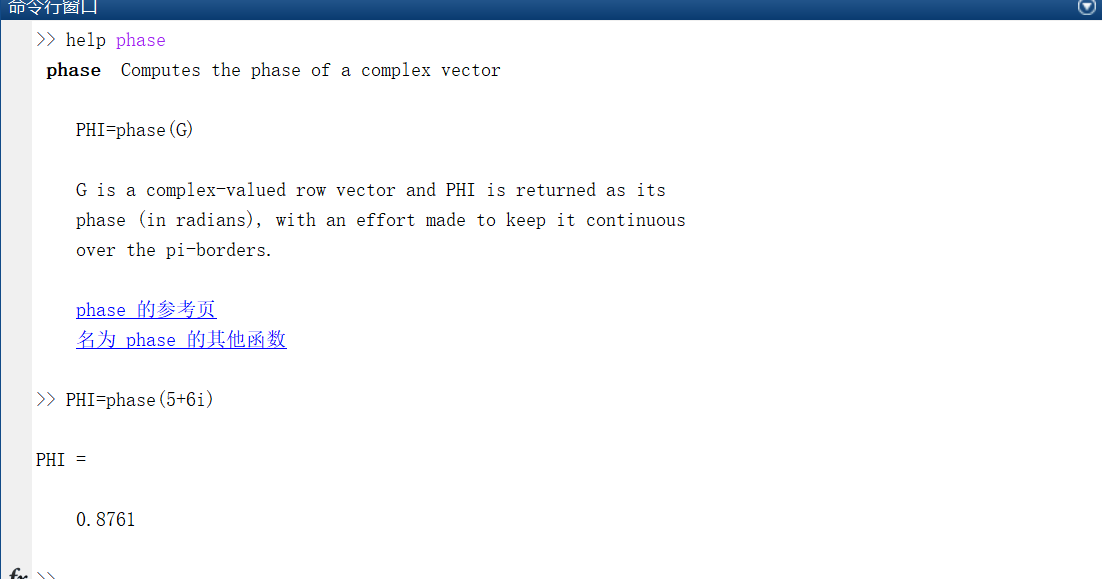 命令行窗口
>> help phase
phase  Computes the phase of a complex vector
PHI=phase(G)
G is a complex-valued row vector and PHI is returned as its
phase (in radians), with an effort made to keep it continuous
over the pi-borders.
phase 的参考页
名为 phase 的其他函数
>> PHI=phase(5+6i)
PHI =
0.8761
fx >>